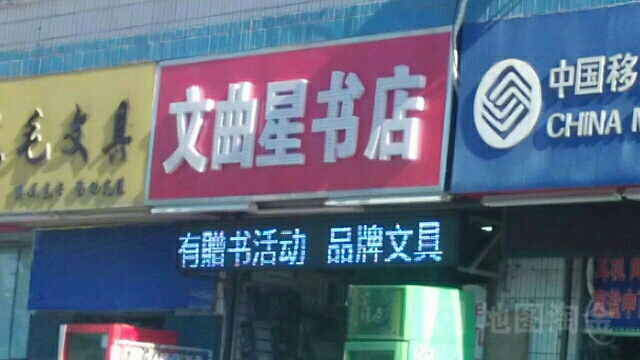 毛文具
文曲星书店
中国移
CHINA M
有赠书活动 品牌文具
地图淘金